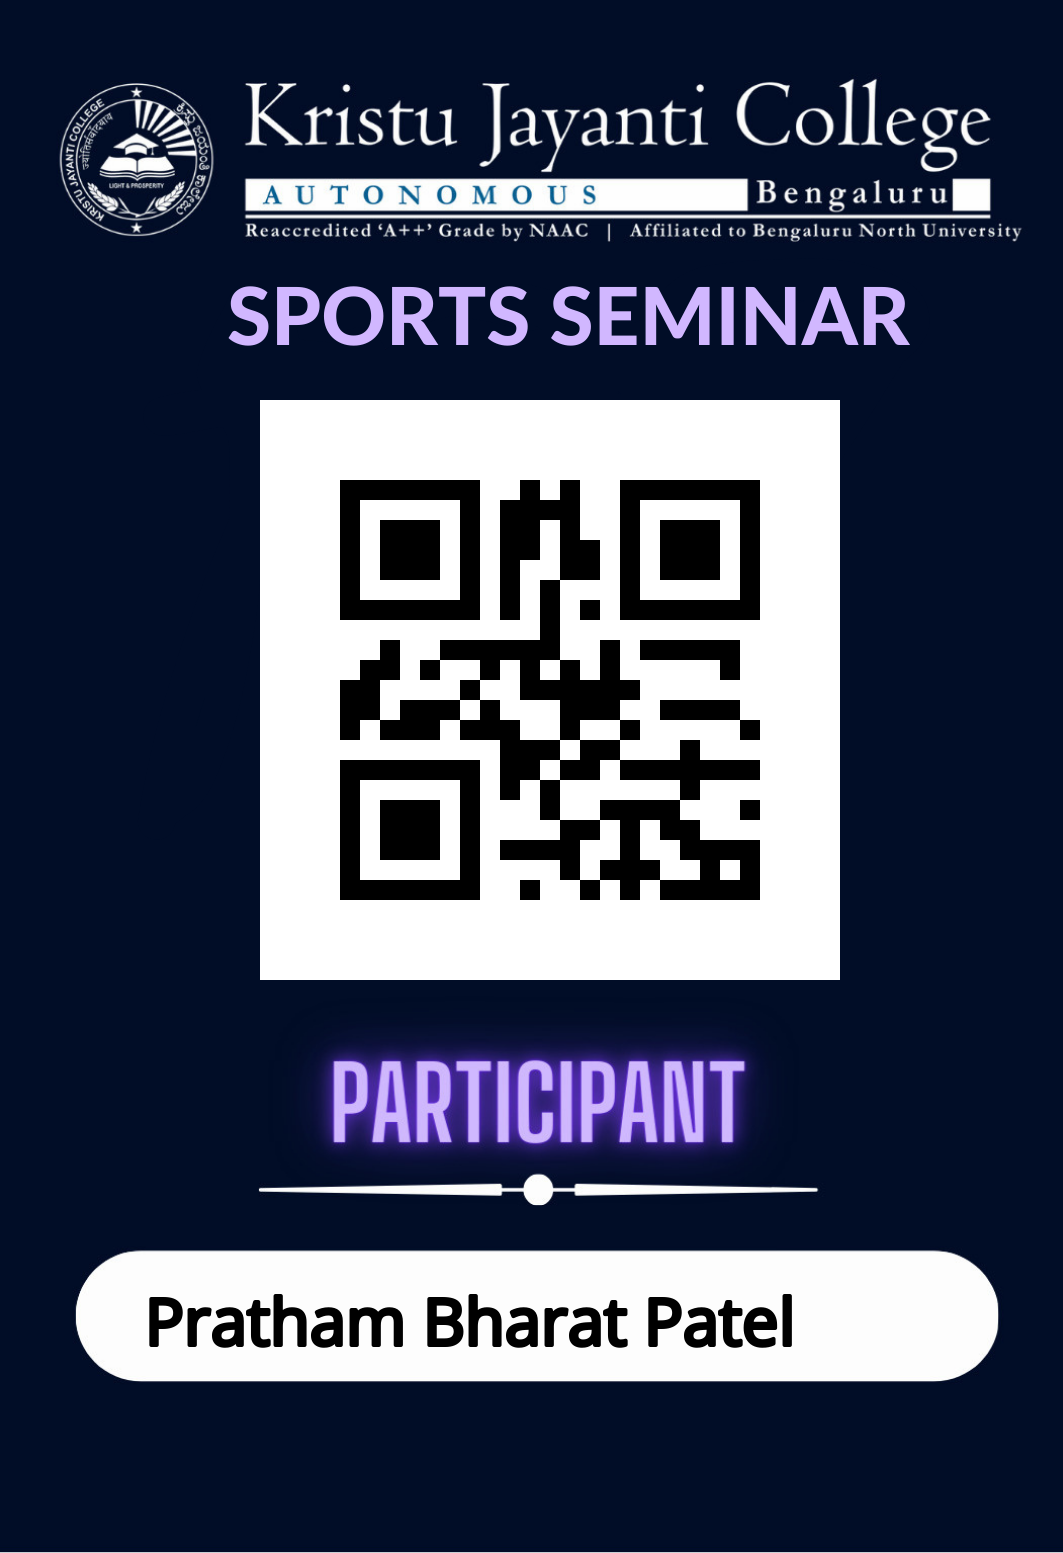 Kristu Jayanti College
AUTONOMOUS Bengaluru
Reaccredited ‘A++’ Grade by NAAC | Affiliated to Bengaluru North University
KRISTU JAYANTI COLLEGE
LIGHT & PROSPERITY
SPORTS SEMINAR
PARTICIPANT
Pratham Bharat Patel